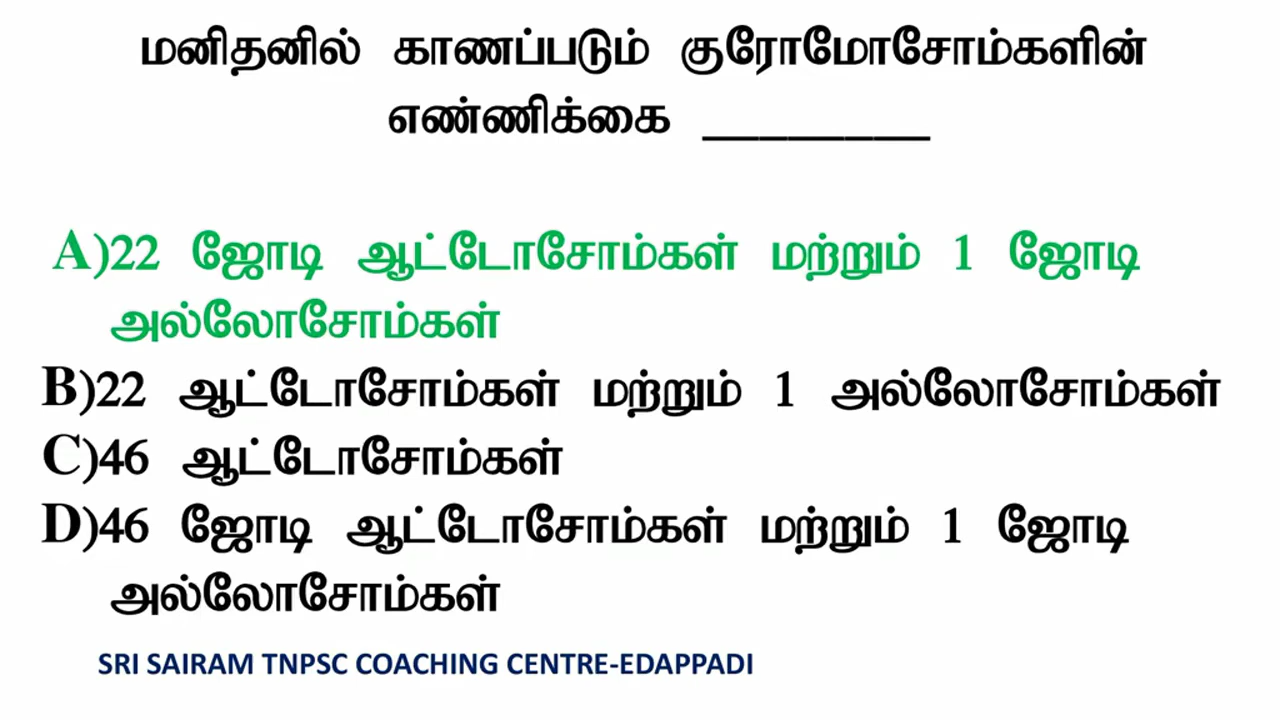 மனிதனில் காணப்படும் குரோமோசோம்களின்
எண்ணிக்கை ________
A)22 ஜோடி ஆட்டோசோம்கள் மற்றும் 1 ஜோடி
அல்லோசோம்கள்
B)22 ஆட்டோசோம்கள் மற்றும் 1 அல்லோசோம்கள்
C)46 ஆட்டோசோம்கள்
D)46 ஜோடி ஆட்டோசோம்கள் மற்றும் 1 ஜோடி
அல்லோசோம்கள்
SRI SAIRAM TNPSC COACHING CENTRE-EDAPPADI